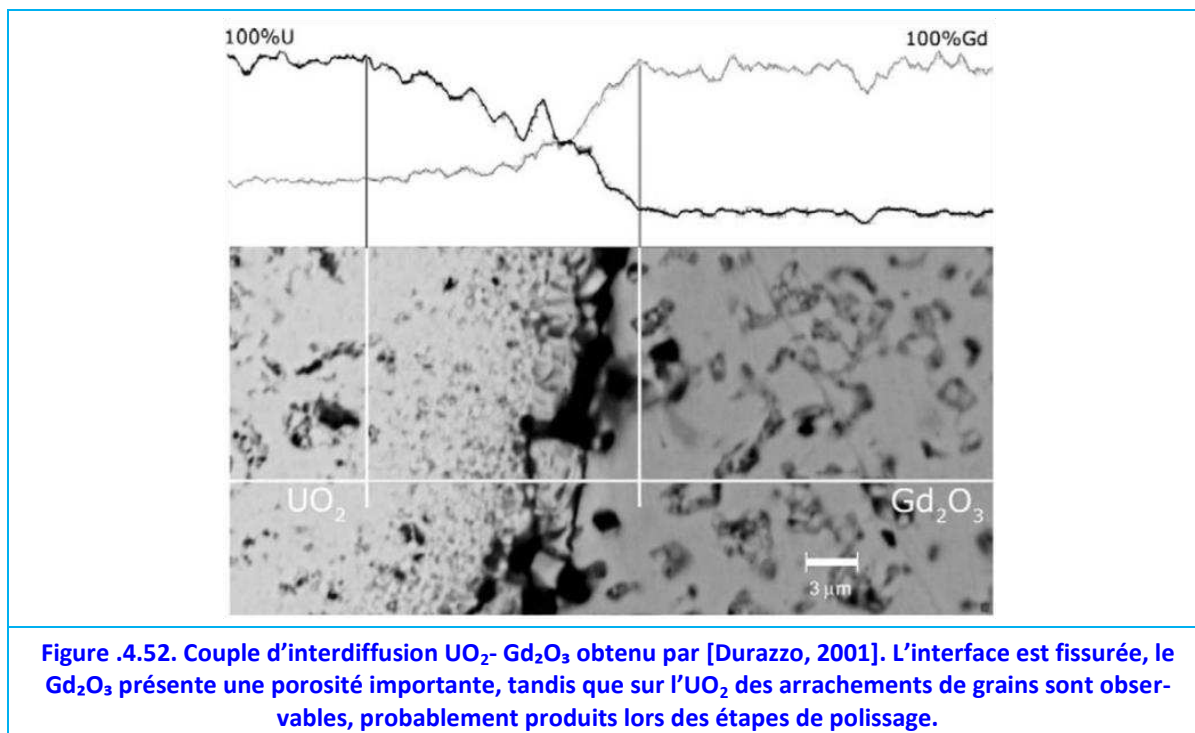 100%U 100%Gd
UO₂ Gd₂O₃
3 μm
Figure .4.52. Couple d’interdiffusion UO₂- Gd₂O₃ obtenu par [Durazzo, 2001]. L’interface est fissurée, le
Gd₂O₃ présente une porosité importante, tandis que sur l’UO₂ des arrachements de grains sont obser-
vables, probablement produits lors des étapes de polissage.